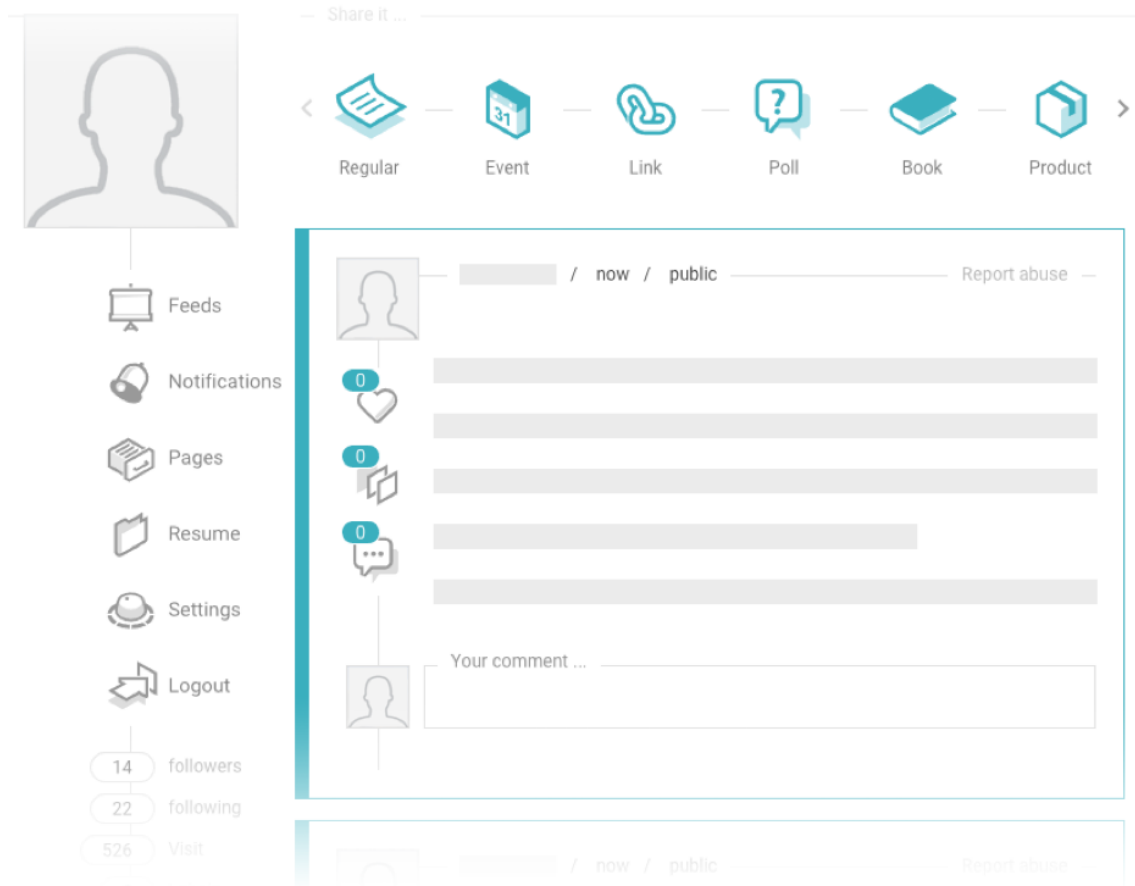 Share it ...
31
?
Regular
Event
Link
Poll
Book
Product
Feeds
Notifications
Pages
Resume
Settings
Logout
14 followers
22 following
526 Visit
/ now / public
Report abuse
0
0
0
Your comment ...
/ now / public
Report abuse